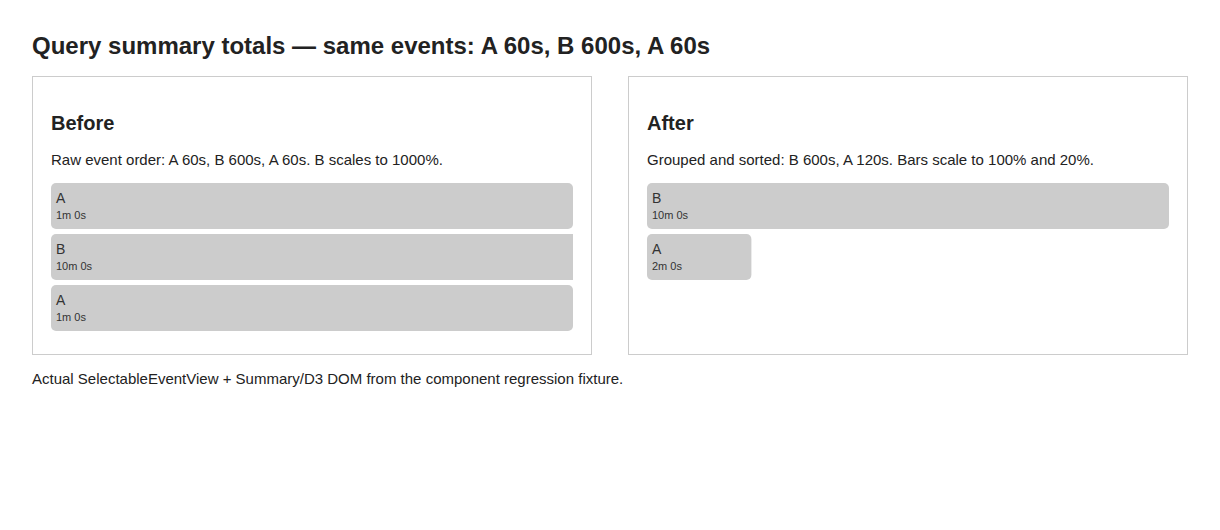 Query summary totals — same events: A 60s, B 600s, A 60s
Before
Raw event order: A 60s, B 600s, A 60s. B scales to 1000%.
A
1m 0s
B
10m 0s
A
1m 0s
After
Grouped and sorted: B 600s, A 120s. Bars scale to 100% and 20%.
B
10m 0s
A
2m 0s
Actual SelectableEventView + Summary/D3 DOM from the component regression fixture.